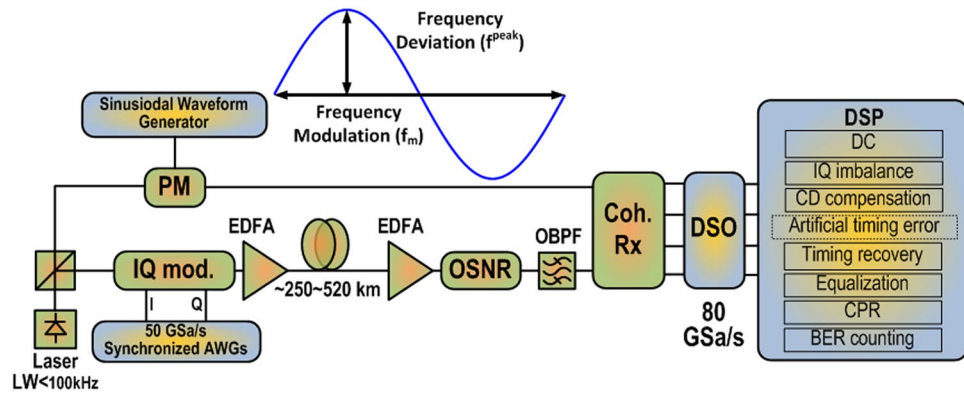 Frequency
Deviation (f^peak)
Frequency
Modulation (fₘ)
Sinusiodal Waveform
Generator
PM
EDFA
EDFA
IQ mod.
I
Q
~250~520 km
OSNR
OBPF
50 GSa/s
Synchronized AWGs
Laser
LW<100kHz
Coh.
Rx
DSO
80
GSa/s
DSP
DC
IQ imbalance
CD compensation
Artificial timing error
Timing recovery
Equalization
CPR
BER counting